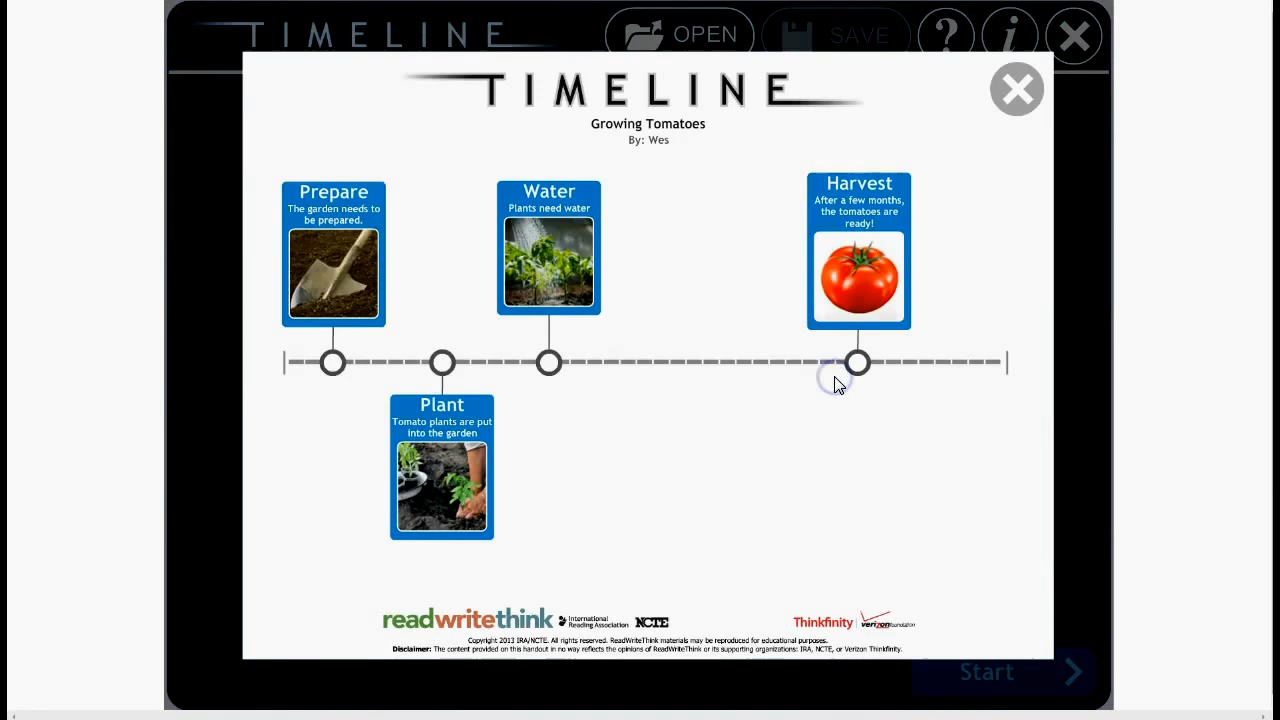 TIMELINE
OPEN
SAVE
?
i
TIMELINE
Growing Tomatoes
By: Wes
Prepare
The garden needs to
be prepared.
Water
Plants need water
Harvest
After a few months,
the tomatoes are
ready!
Plant
Tomato plants are put
into the garden
readwritethink
International
Reading Association
NCTE
Thinkfinity
verizonfoundation
Copyright 2013 IRA/NCTE. All rights reserved. ReadWriteThink materials may be reproduced for educational purposes.
Disclaimer: The content provided on this handout in no way reflects the opinions of ReadWriteThink or its supporting organizations: IRA, NCTE, or Verizon Thinkfinity.
Start